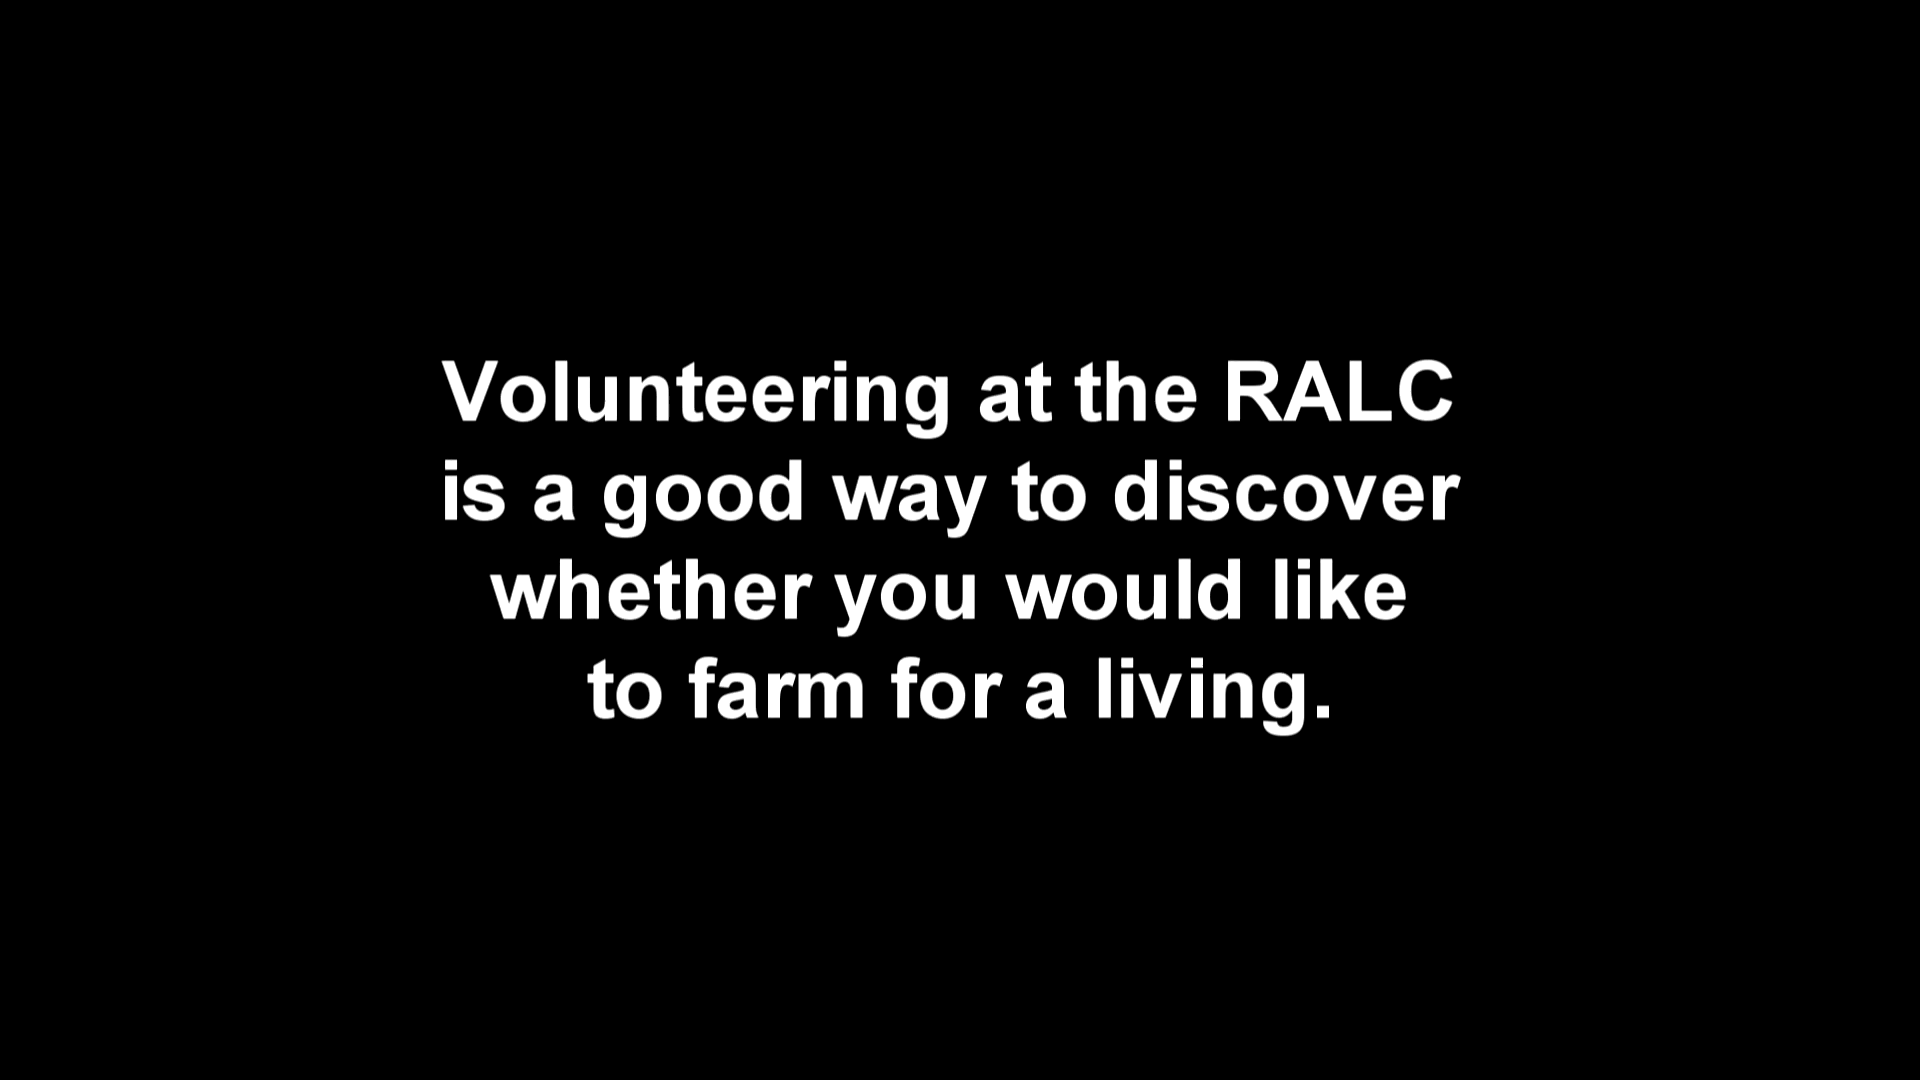 Volunteering at the RALC
is a good way to discover
whether you would like
to farm for a living.